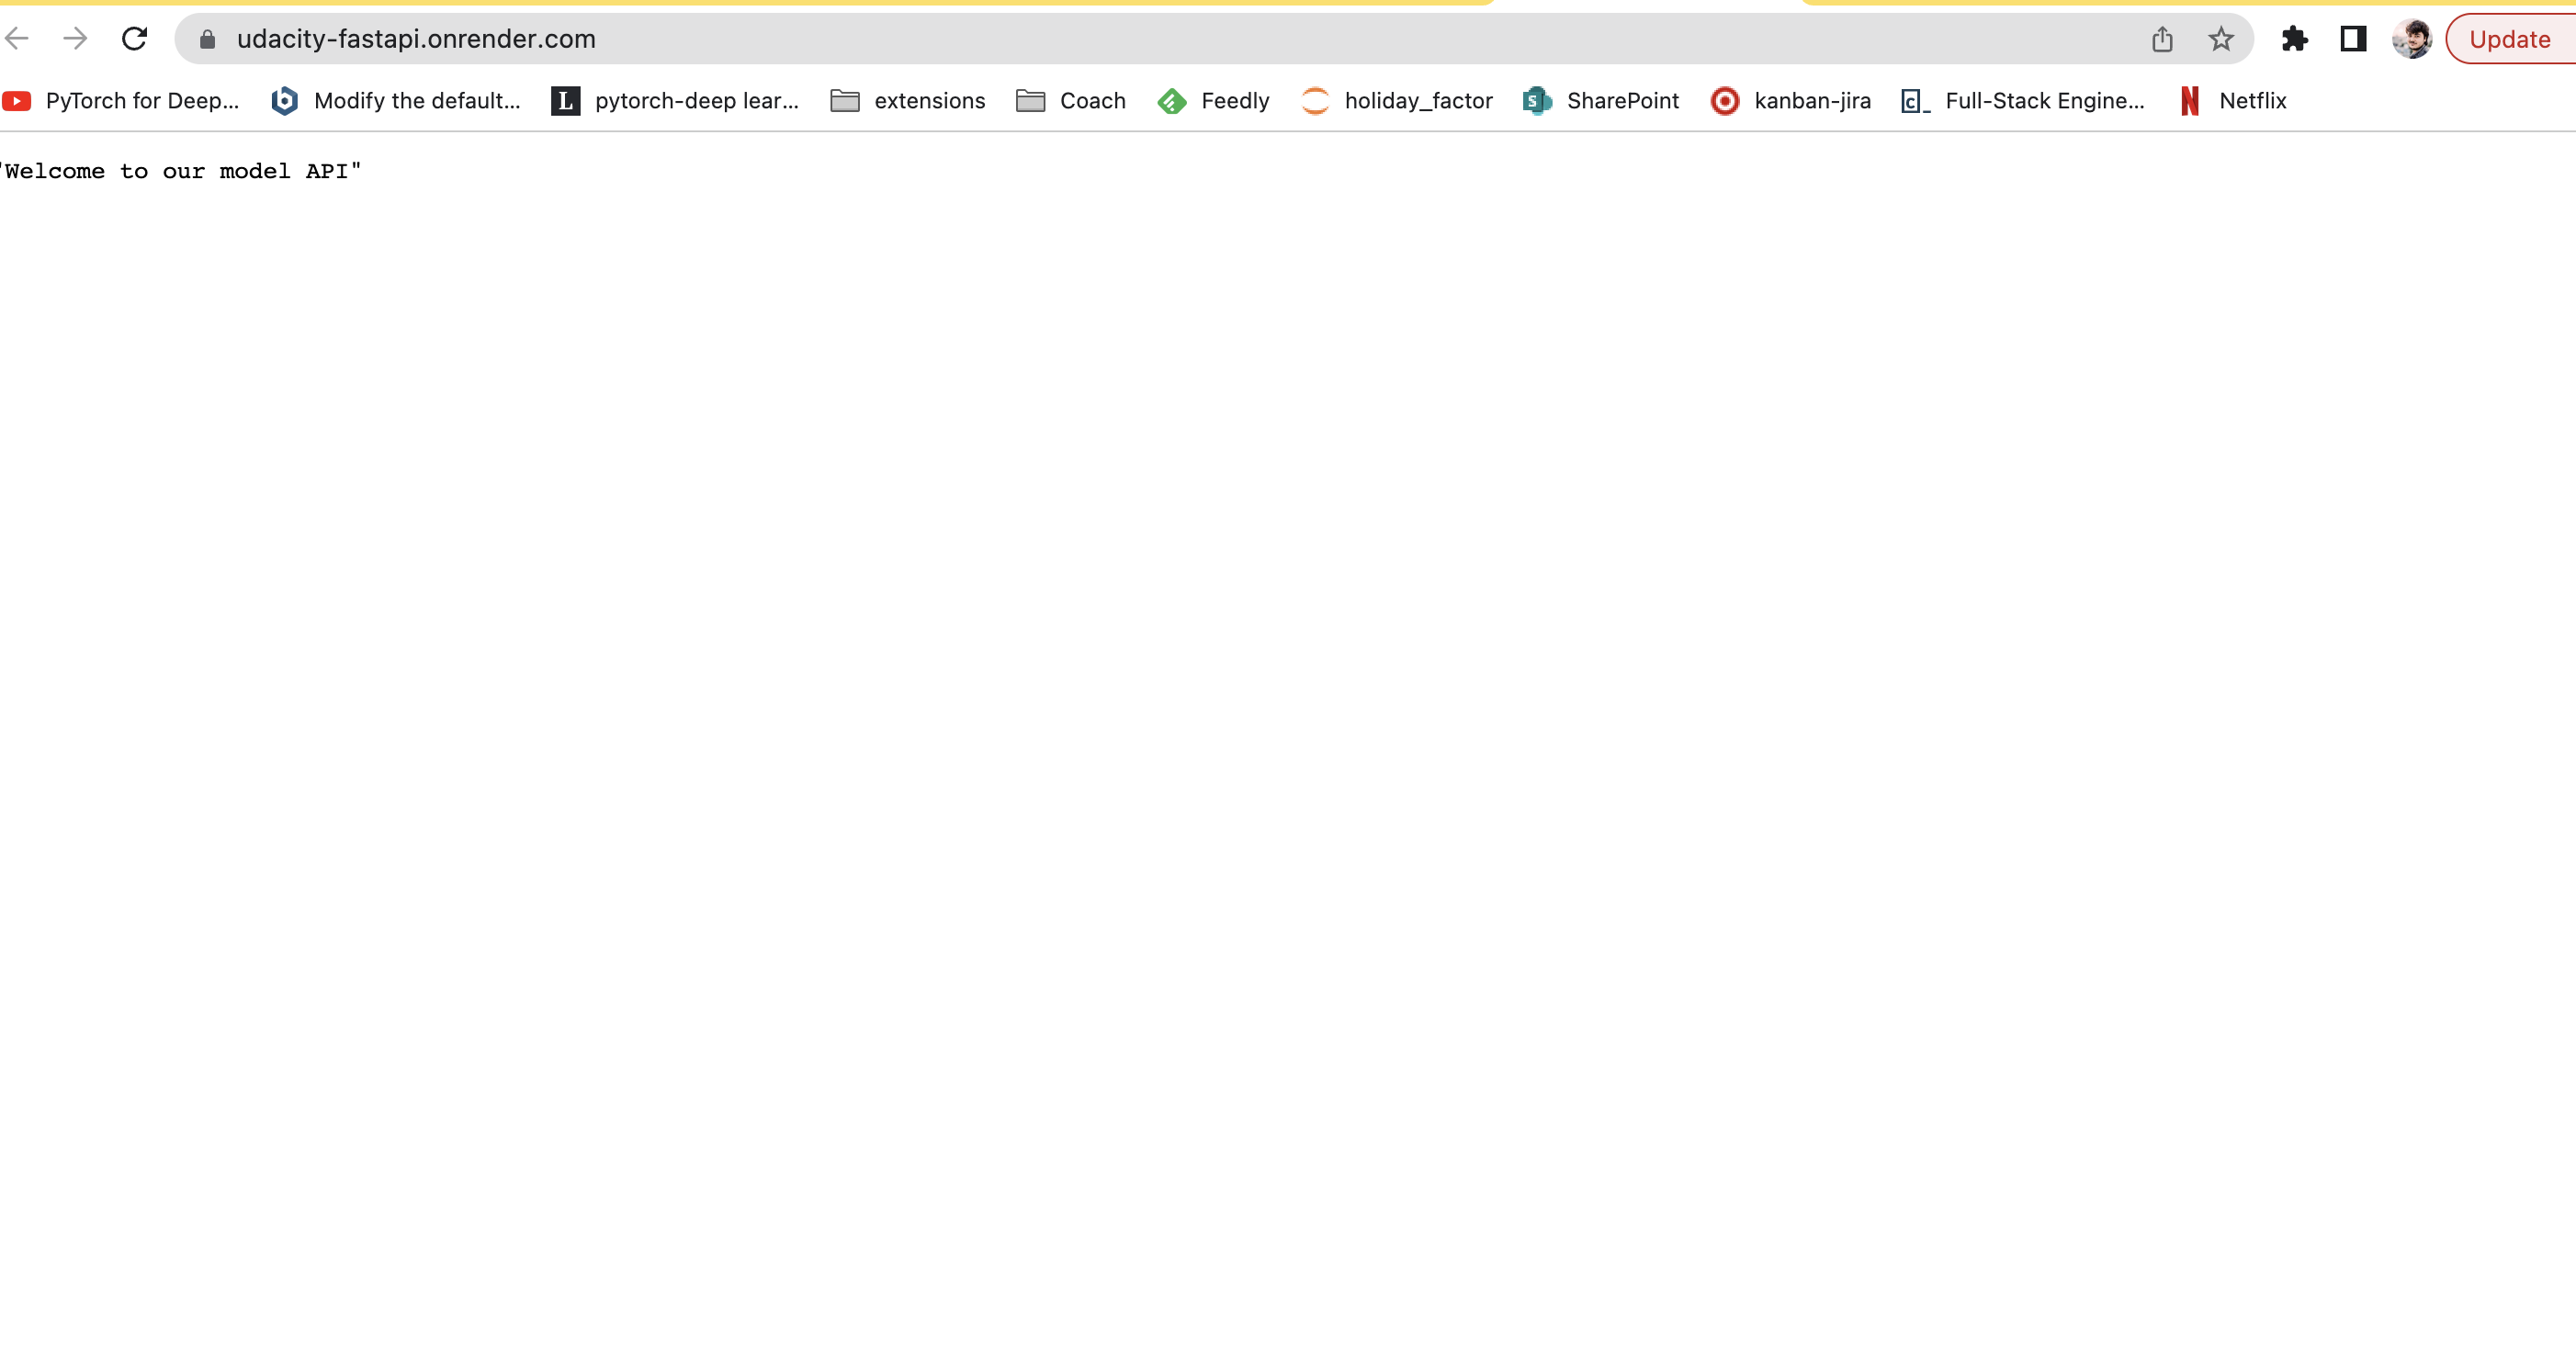 udacity-fastapi.onrender.com
Update
PyTorch for Deep... Modify the default... L pytorch-deep lear... extensions Coach Feedly holiday_factor SharePoint kanban-jira Full-Stack Engine... Netflix
"Welcome to our model API"